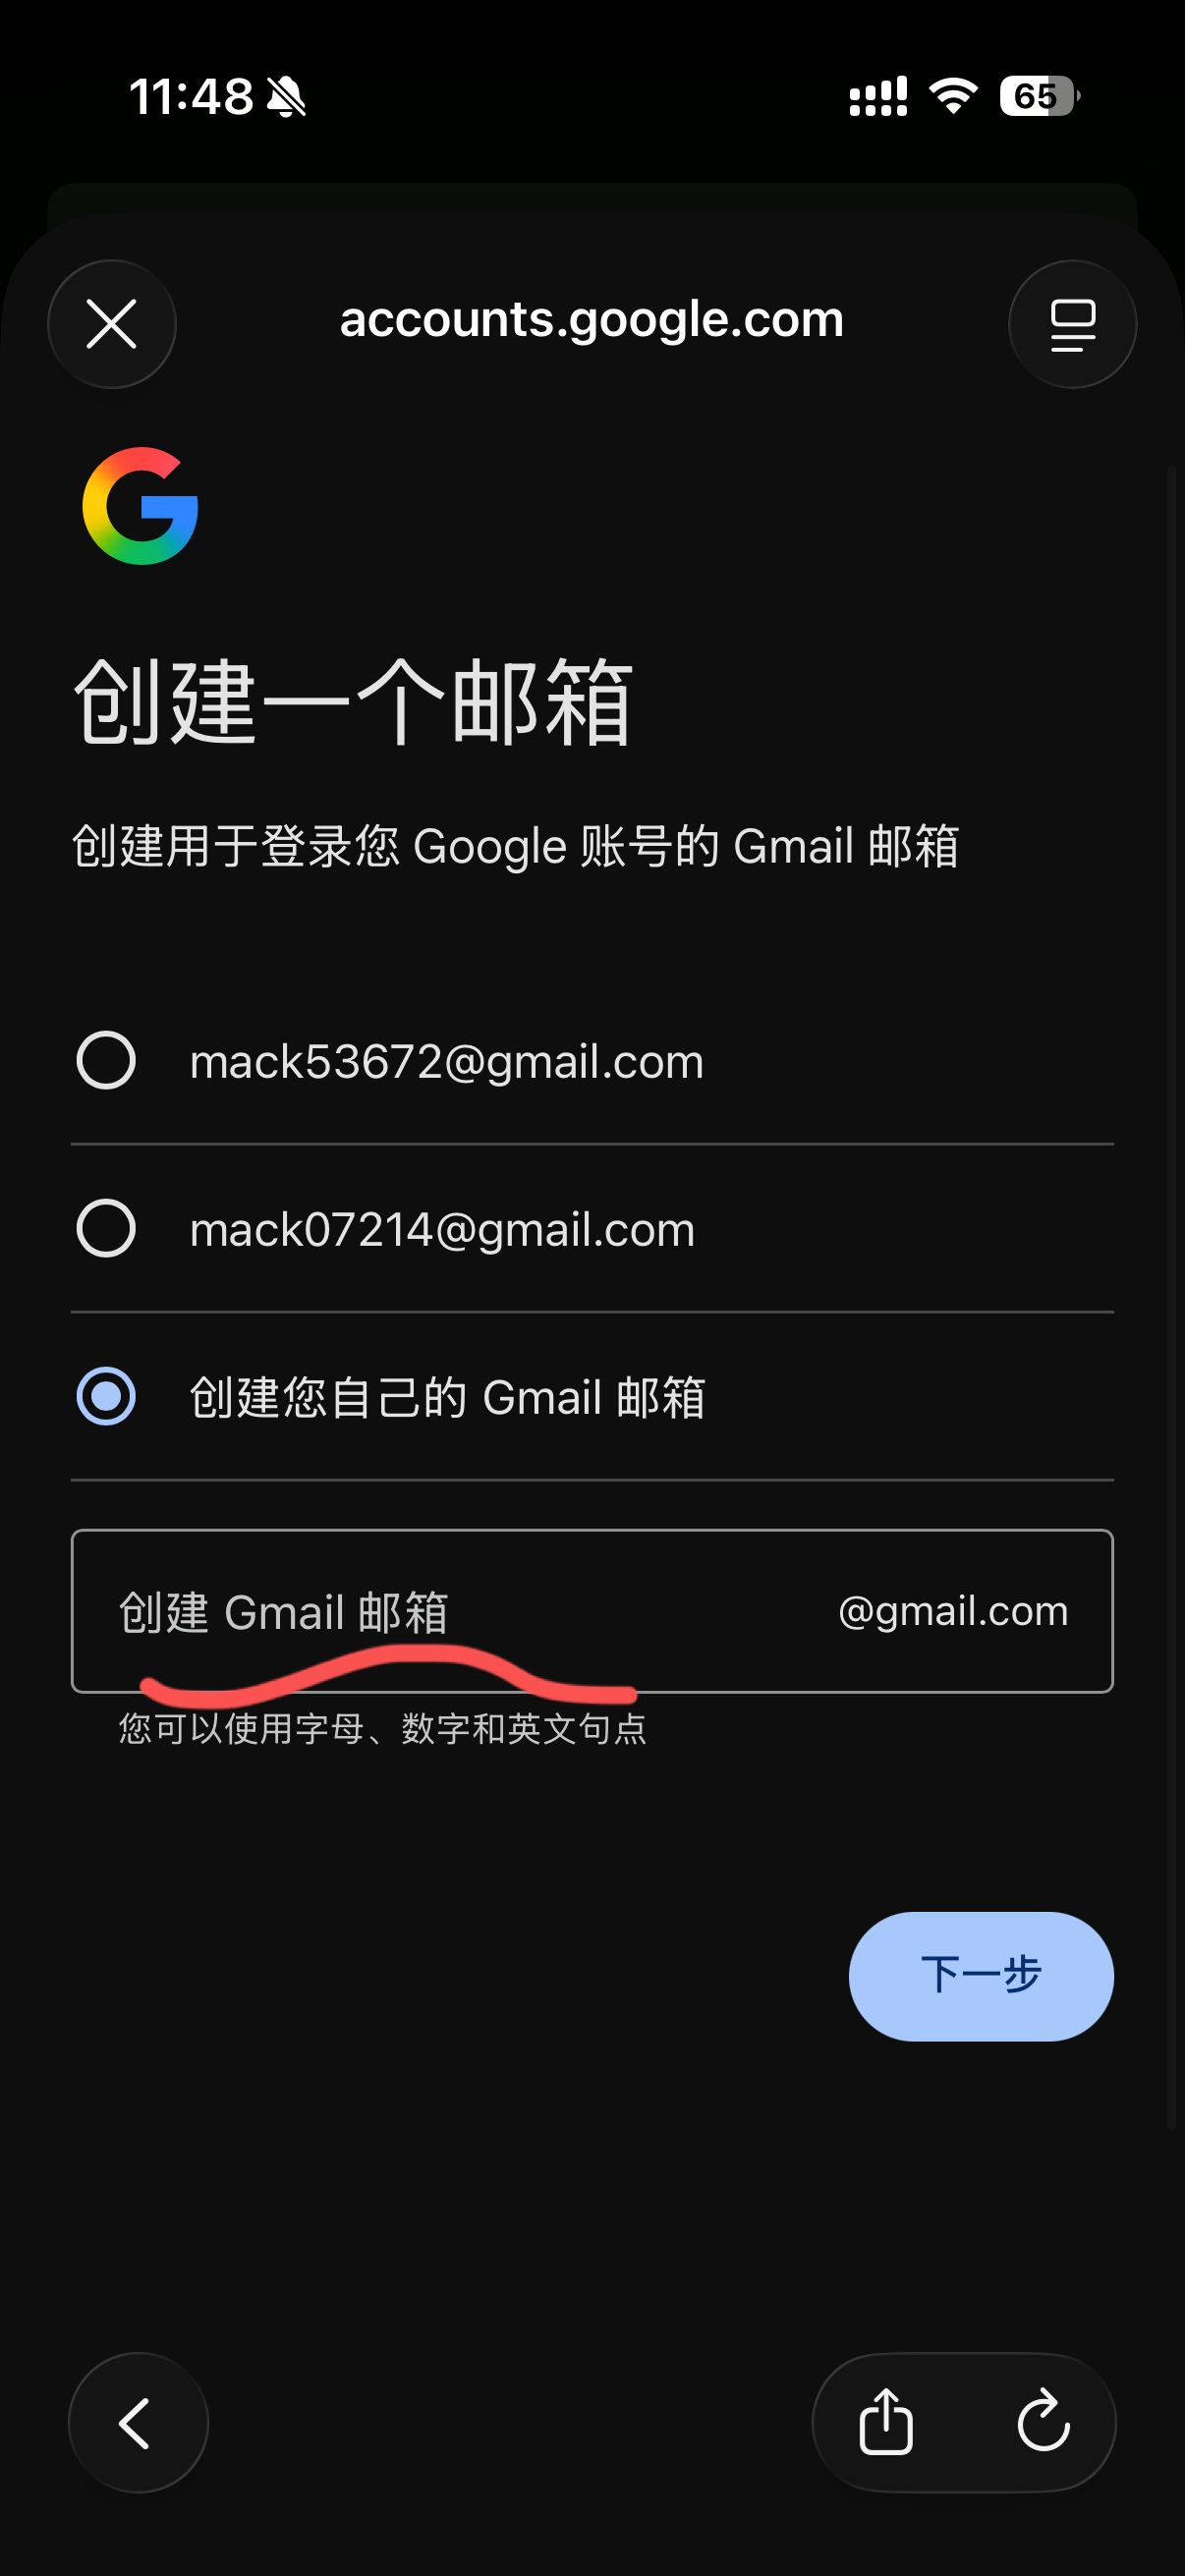 11:48
65
accounts.google.com
创建一个邮箱
创建用于登录您 Google 账号的 Gmail 邮箱
mack53672@gmail.com
mack07214@gmail.com
创建您自己的 Gmail 邮箱
创建 Gmail 邮箱 @gmail.com
您可以使用字母、数字和英文句点
下一步